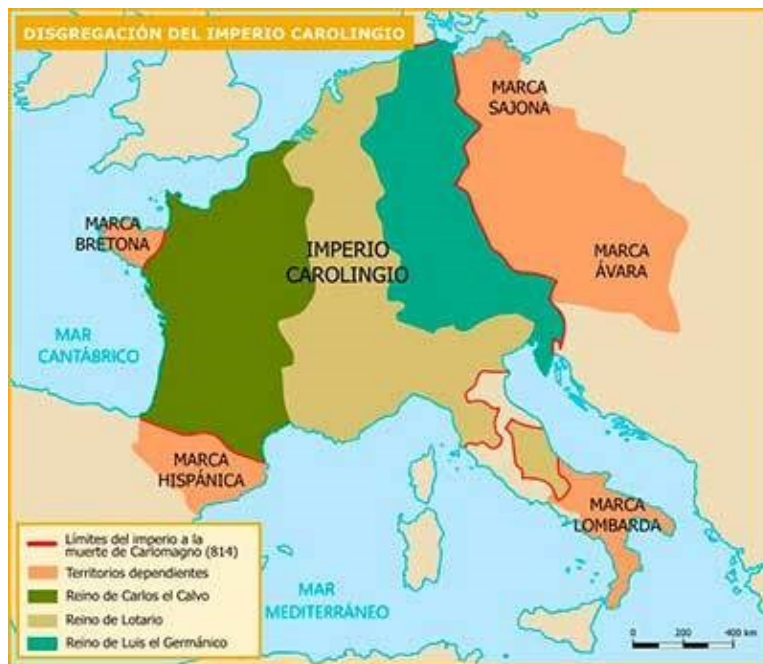 DISGREGACIÓN DEL IMPERIO CAROLINGIO
MARCA
SAJONA
MARCA
BRETONA
IMPERIO
CAROLINGIO
MARCA
ÁVARA
MAR
CANTÁBRICO
MARCA
HISPÁNICA
MARCA
LOMBARDA
MAR
MEDITERRÁNEO
Límites del imperio a la
muerte de Carlomagno (814)
Territorios dependientes
Reino de Carlos el Calvo
Reino de Lotario
Reino de Luis el Germánico
0 200 400 km